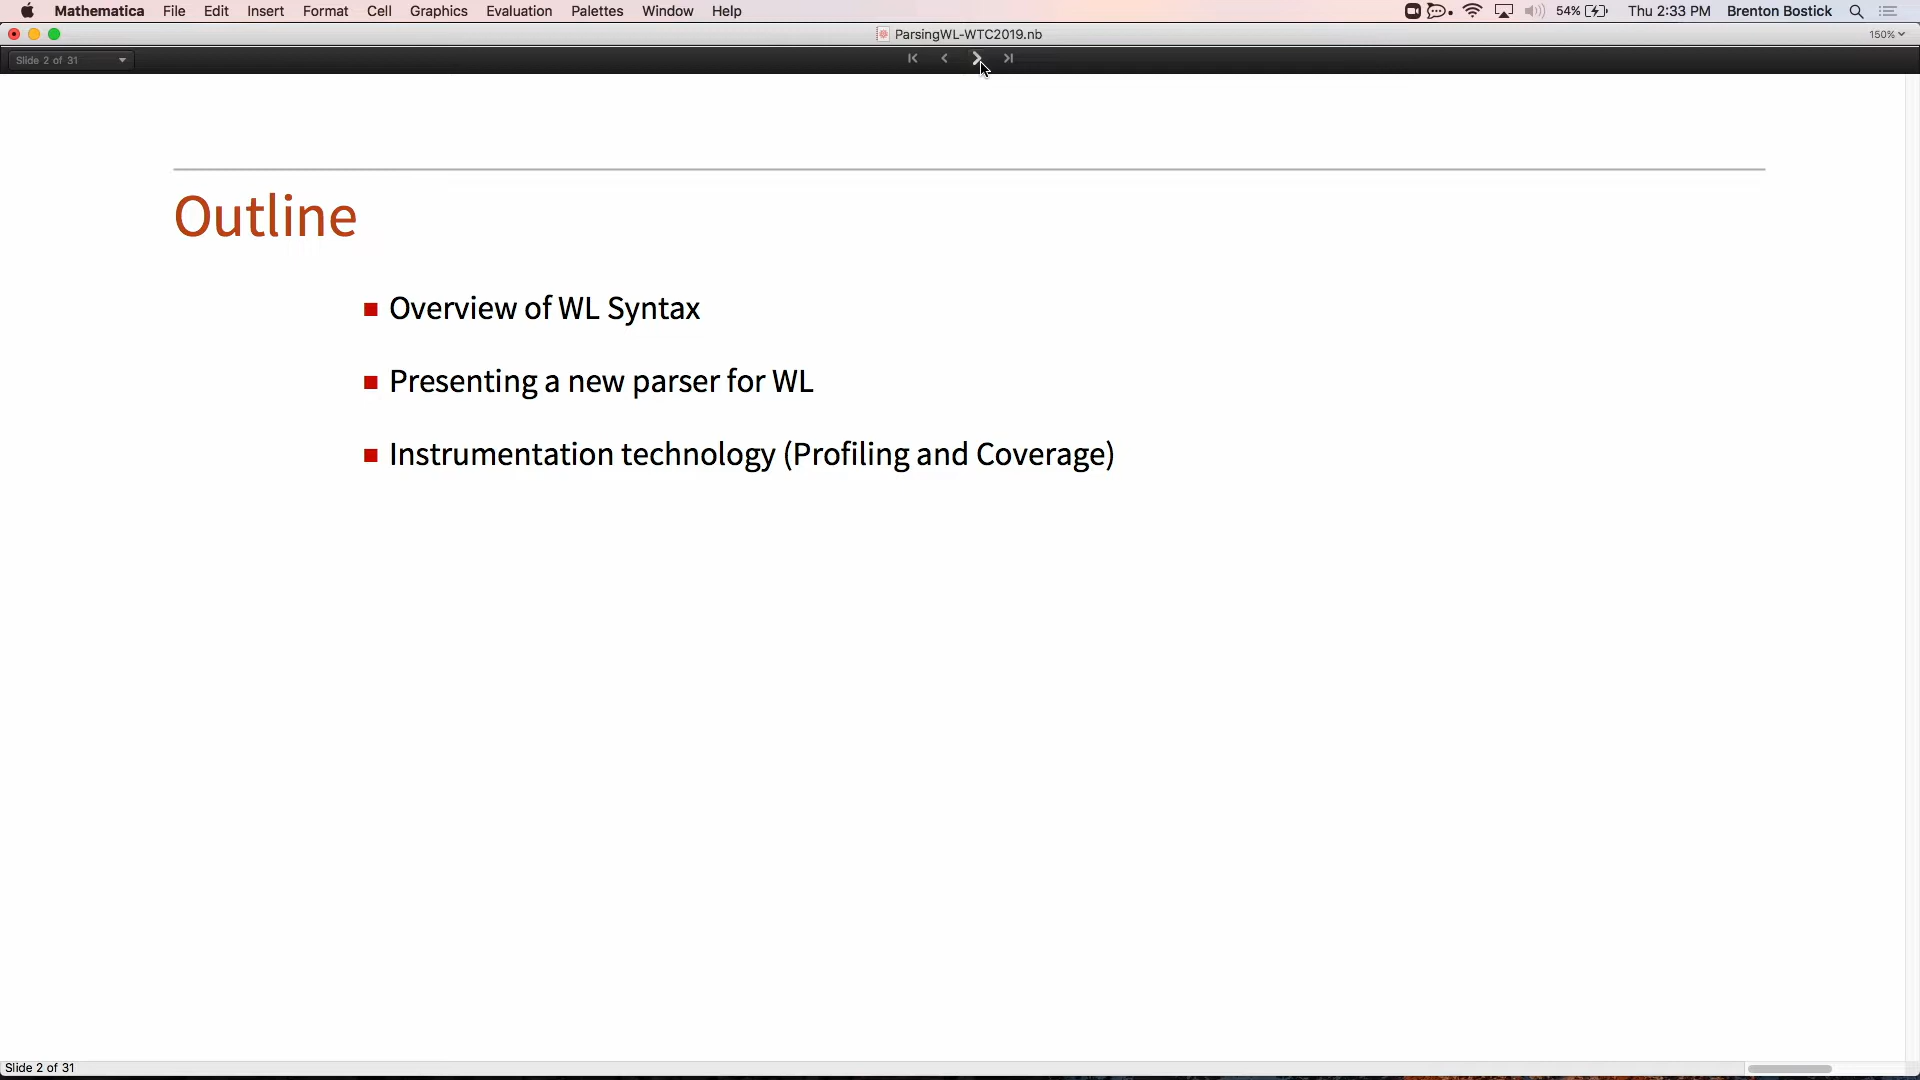 Mathematica File Edit Insert Format Cell Graphics Evaluation Palettes Window Help 54% Thu 2:33 PM Brenton Bostick
ParsingWL-WTC2019.nb 150%
Slide 2 of 31
Outline
Overview of WL Syntax
Presenting a new parser for WL
Instrumentation technology (Profiling and Coverage)
Slide 2 of 31